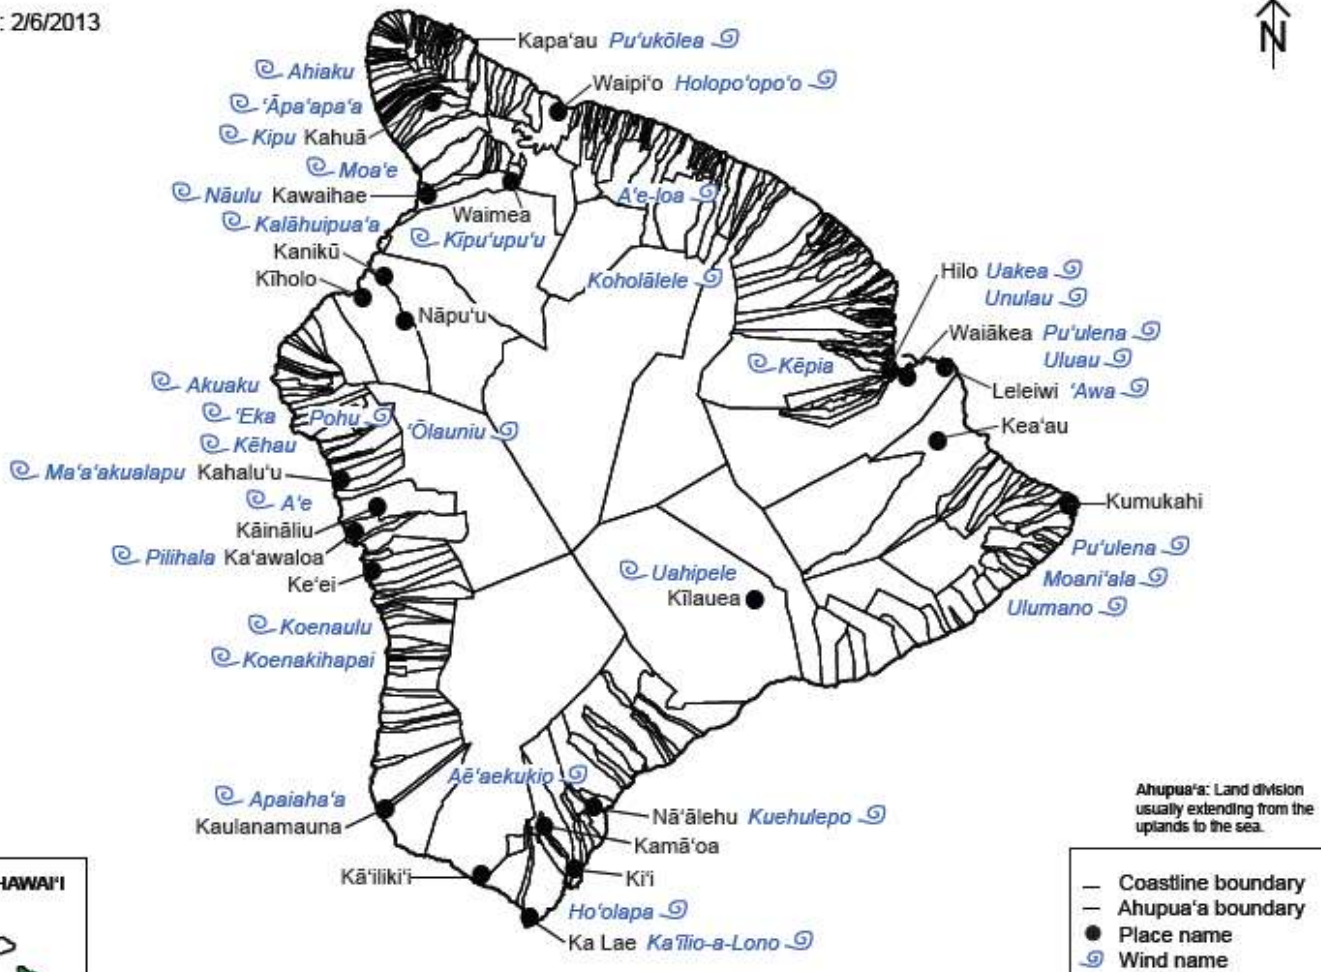 : 2/6/2013
N
Kapa‘au Pu‘ukōlea
Ahiaku
Waipi‘o Holopo‘opo‘o
‘Āpa‘apa‘a
Kipu Kahuā
Moa‘e
Nāulu Kawaihae
A‘e-loa
Waimea
Kalāhuipua‘a
Kīpu‘upu‘u
Kanikū
Kīholo
Koholālele
Hilo Uakea
Unulau
Nāpu‘u
Waiākea Pu‘ulena
Uluau
Kēpia
Akuaku
Leleiwi ‘Awa
‘Eka
Pohu
‘Ōlauniu
Kea‘au
Kēhau
Ma‘a‘akualapu Kahalu‘u
A‘e
Kumukahi
Kāināliu
Pilihala Ka‘awaloa
Pu‘ulena
Ke‘ei
Uahipele
Moani‘ala
Kīlauea
Ulumano
Koenaulu
Koenakihapai
Aē‘aekukio
Apaiaha‘a
Kaulanamauna
Nā‘ālehu Kuehulepo
Kamā‘oa
Kā‘iliki‘i
Ki‘i
Ho‘olapa
Ka Lae Ka‘īlio-a-Lono
Ahupua‘a: Land division
usually extending from the
uplands to the sea.
HAWAI‘I
Coastline boundary
Ahupua‘a boundary
Place name
Wind name